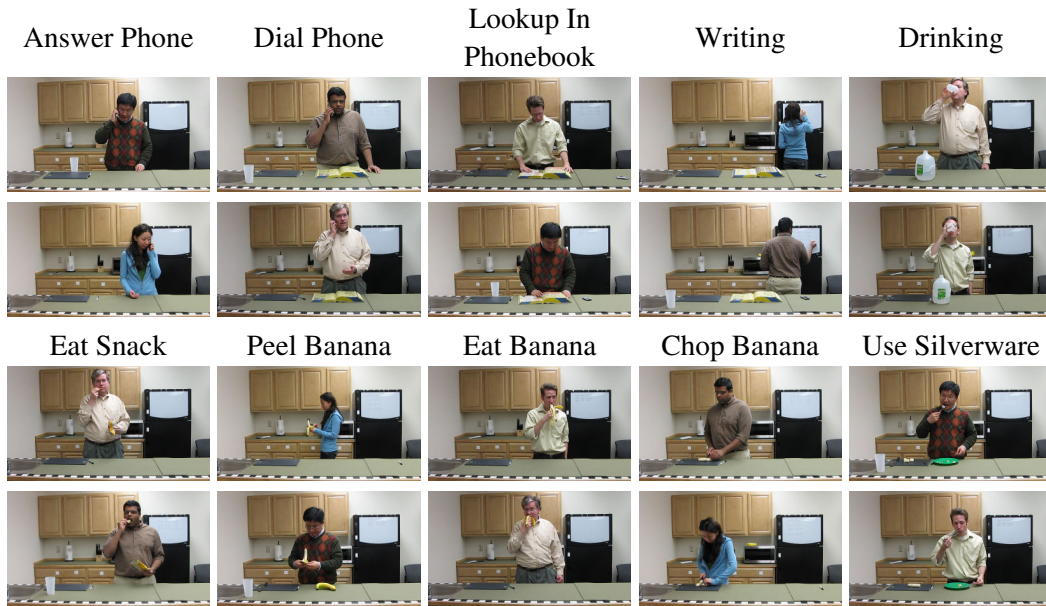 Answer Phone
Dial Phone
Lookup In
Phonebook
Writing
Drinking
Eat Snack
Peel Banana
Eat Banana
Chop Banana
Use Silverware